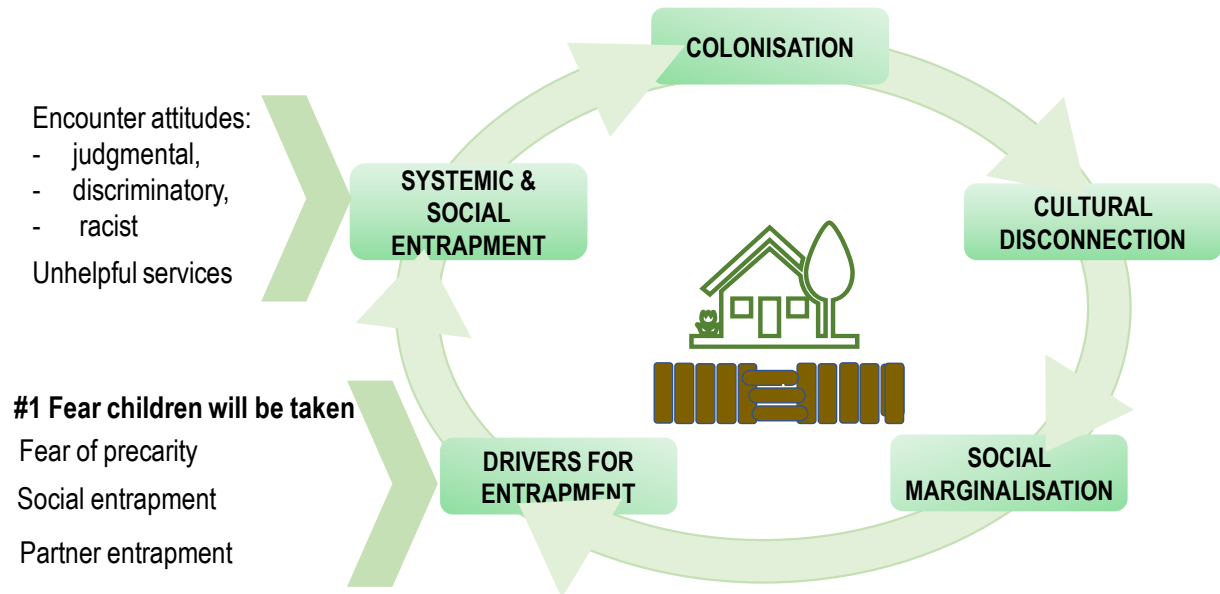 COLONISATION
Encounter attitudes:
- judgmental,
- discriminatory,
- racist
Unhelpful services
SYSTEMIC &
SOCIAL
ENTRAPMENT
CULTURAL
DISCONNECTION
#1 Fear children will be taken
Fear of precarity
Social entrapment
Partner entrapment
DRIVERS FOR
ENTRAPMENT
SOCIAL
MARGINALISATION